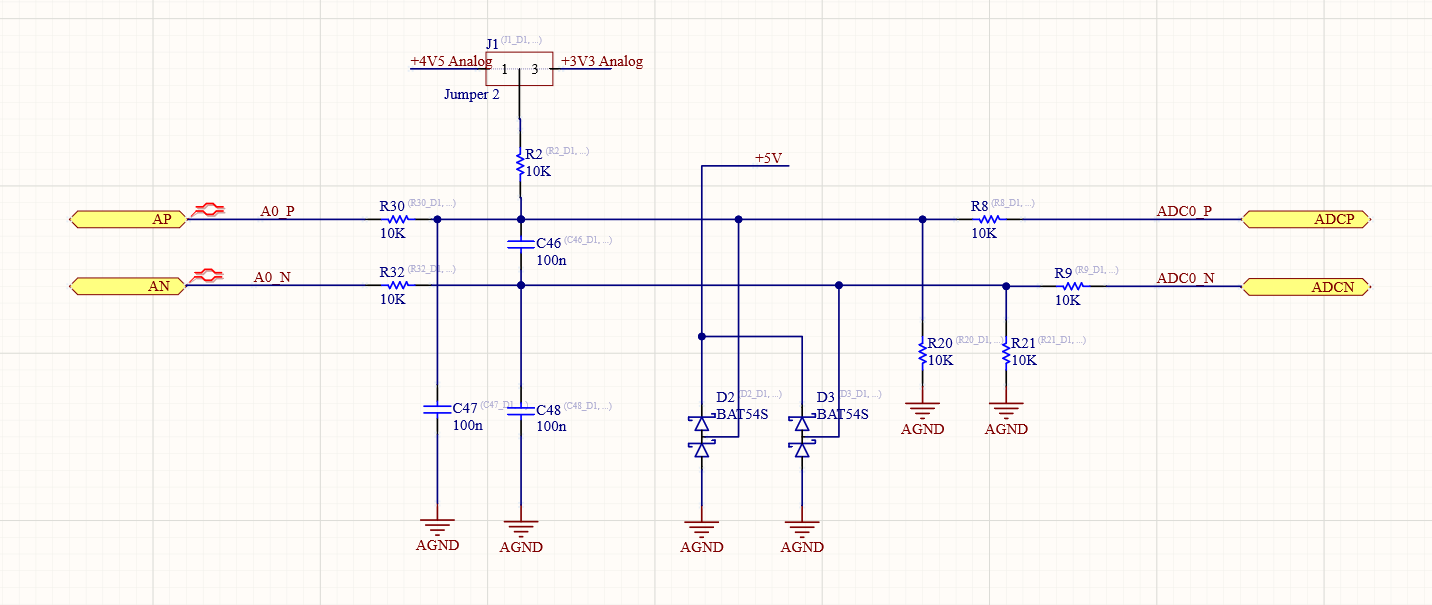 J1 (J1_D1, ...)
+4V5 Analog 1 3 +3V3 Analog
Jumper 2
R2 (R2_D1, ...)
10K
+5V
AP A0_P R30 (R30_D1, ...) R8 (R8_D1, ...) ADC0_P ADCP
10K 10K
C46 (C46_D1, ...)
100n
AN A0_N R32 (R32_D1, ...) R9 (R9_D1, ...) ADC0_N ADCN
10K 10K
R20 (R20_D1, ...) R21 (R21_D1, ...)
10K 10K
D2 (D2_D1, ...) D3 (D3_D1, ...)
BAT54S BAT54S
C47 (C47_D1, ...) C48 (C48_D1, ...)
100n 100n
AGND AGND
AGND AGND AGND AGND